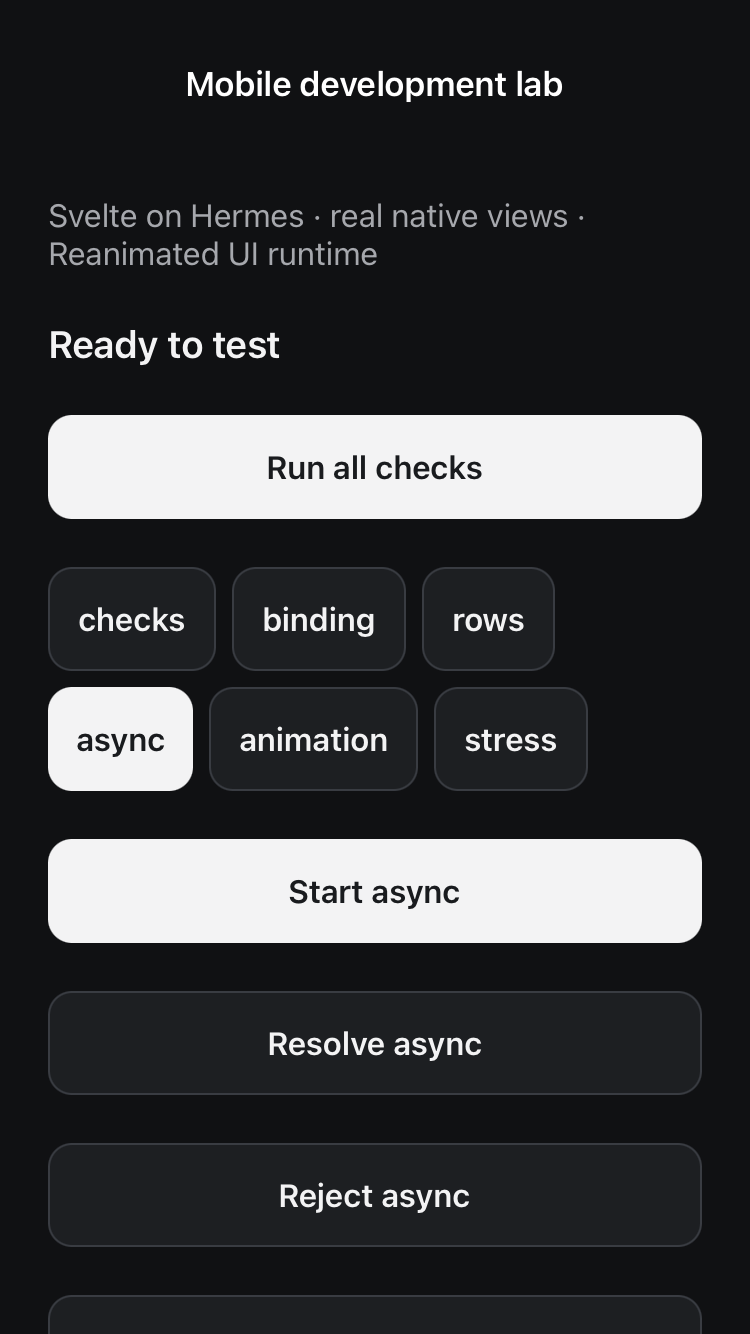 Mobile development lab
Svelte on Hermes · real native views ·
Reanimated UI runtime
Ready to test
Run all checks
checks
binding
rows
async
animation
stress
Start async
Resolve async
Reject async